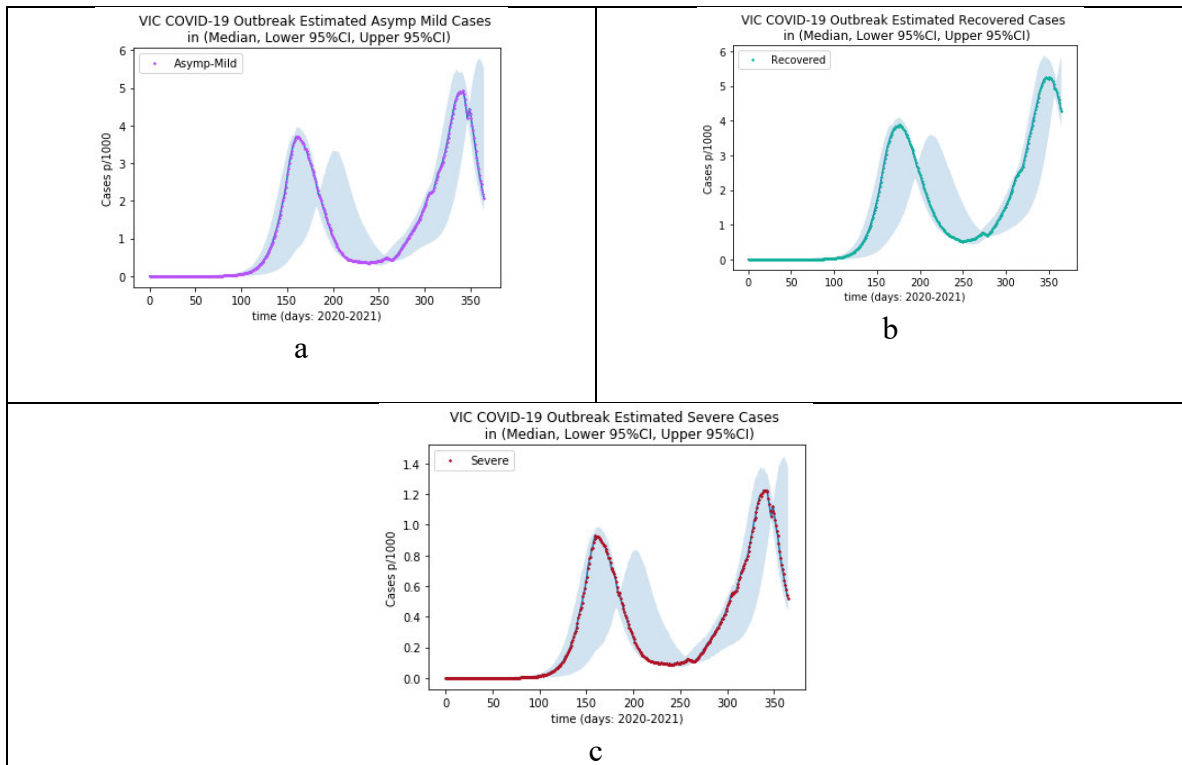 VIC COVID-19 Outbreak Estimated Asymp Mild Cases
in (Median, Lower 95%CI, Upper 95%CI)
Asymp-Mild
Cases p/1000
6
5
4
3
2
1
0
0 50 100 150 200 250 300 350
time (days: 2020-2021)
a
VIC COVID-19 Outbreak Estimated Recovered Cases
in (Median, Lower 95%CI, Upper 95%CI)
Recovered
Cases p/1000
6
5
4
3
2
1
0
0 50 100 150 200 250 300 350
time (days: 2020-2021)
b
VIC COVID-19 Outbreak Estimated Severe Cases
in (Median, Lower 95%CI, Upper 95%CI)
Severe
Cases p/1000
1.4
1.2
1.0
0.8
0.6
0.4
0.2
0.0
0 50 100 150 200 250 300 350
time (days: 2020-2021)
c